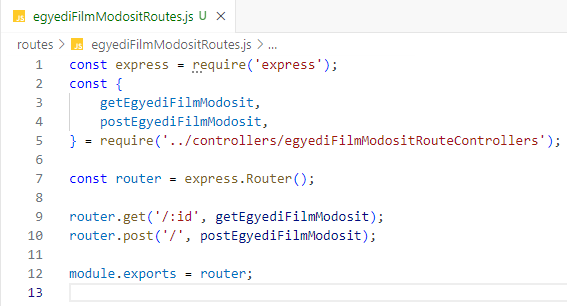 JS egyediFilmModositRoutes.js U ×
routes > JS egyediFilmModositRoutes.js > ...
1 const express = require('express');
2 const {
3     getEgyediFilmModosit,
4     postEgyediFilmModosit,
5 } = require('../controllers/egyediFilmModositRouteControllers');
6
7 const router = express.Router();
8
9 router.get('/:id', getEgyediFilmModosit);
10 router.post('/', postEgyediFilmModosit);
11
12 module.exports = router;
13